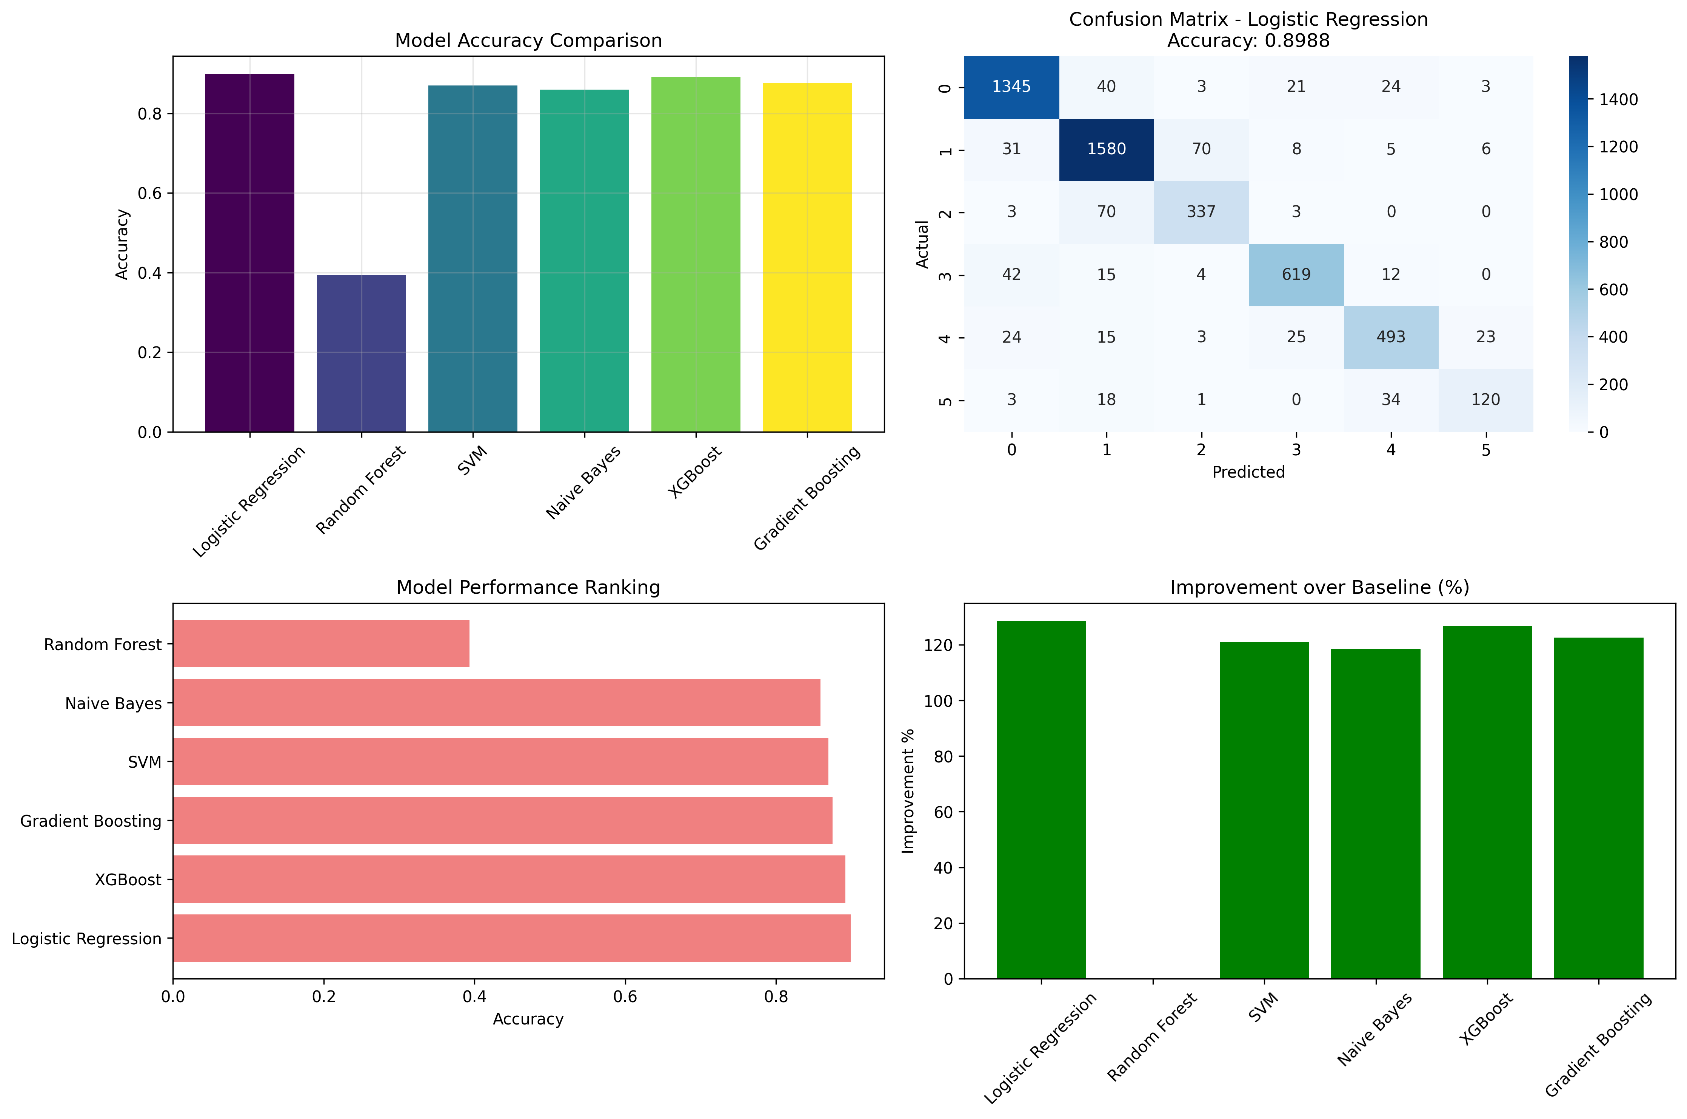 Model Accuracy Comparison
Accuracy
0.8
0.6
0.4
0.2
0.0
Logistic Regression
Random Forest
SVM
Naive Bayes
XGBoost
Gradient Boosting
Confusion Matrix - Logistic Regression
Accuracy: 0.8988
Actual
0 1345 40 3 21 24 3
1 31 1580 70 8 5 6
2 3 70 337 3 0 0
3 42 15 4 619 12 0
4 24 15 3 25 493 23
5 3 18 1 0 34 120
0 1 2 3 4 5
Predicted
1400
1200
1000
800
600
400
200
0
Model Performance Ranking
Random Forest
Naive Bayes
SVM
Gradient Boosting
XGBoost
Logistic Regression
0.0 0.2 0.4 0.6 0.8
Accuracy
Improvement over Baseline (%)
Improvement %
120
100
80
60
40
20
0
Logistic Regression
Random Forest
SVM
Naive Bayes
XGBoost
Gradient Boosting